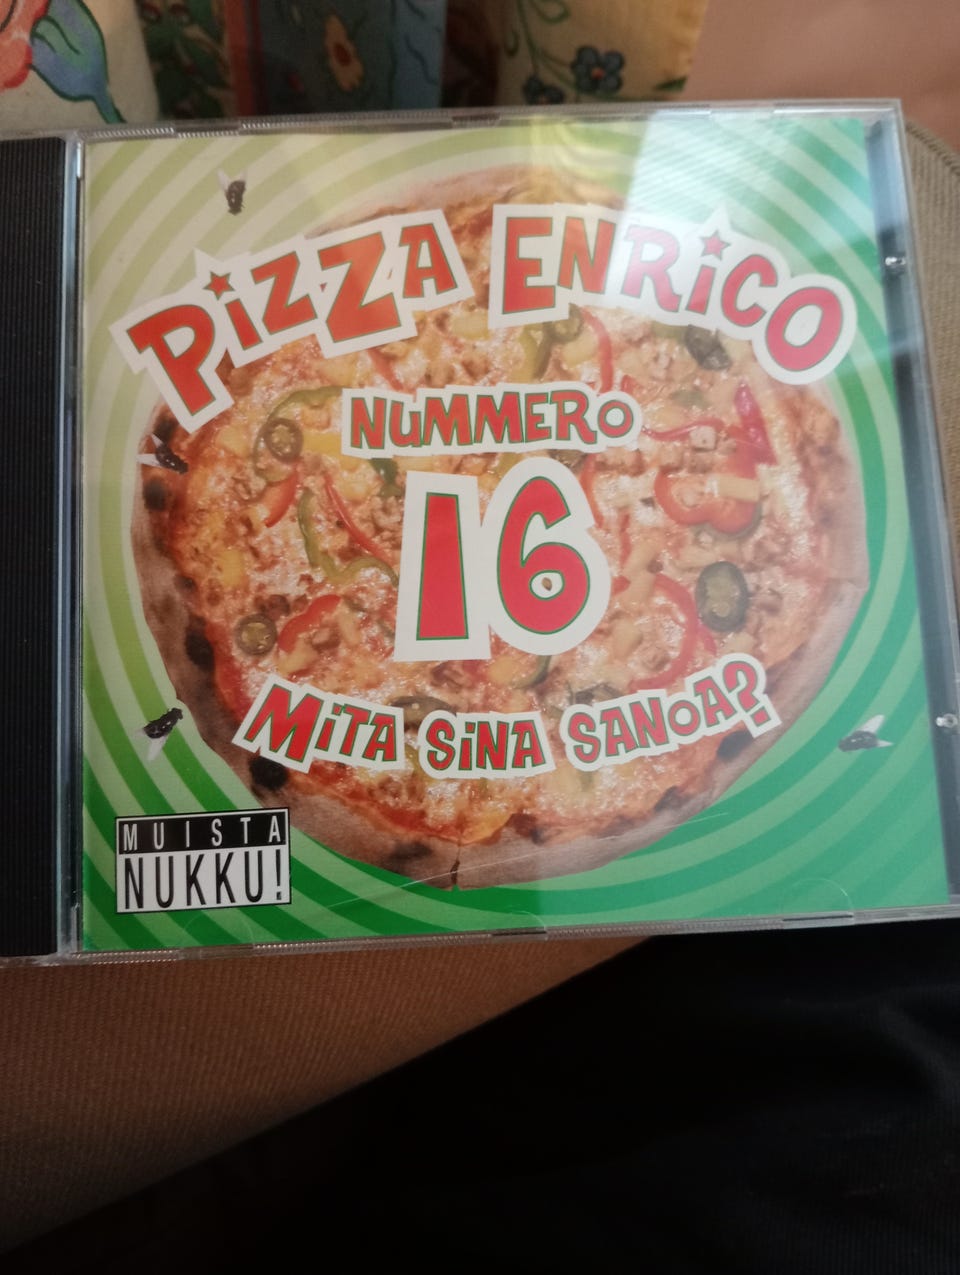 PiZZA ENRiCO
NUMMERO
16
MiTA SiNA SANOA?
MUISTA
NUKKU!